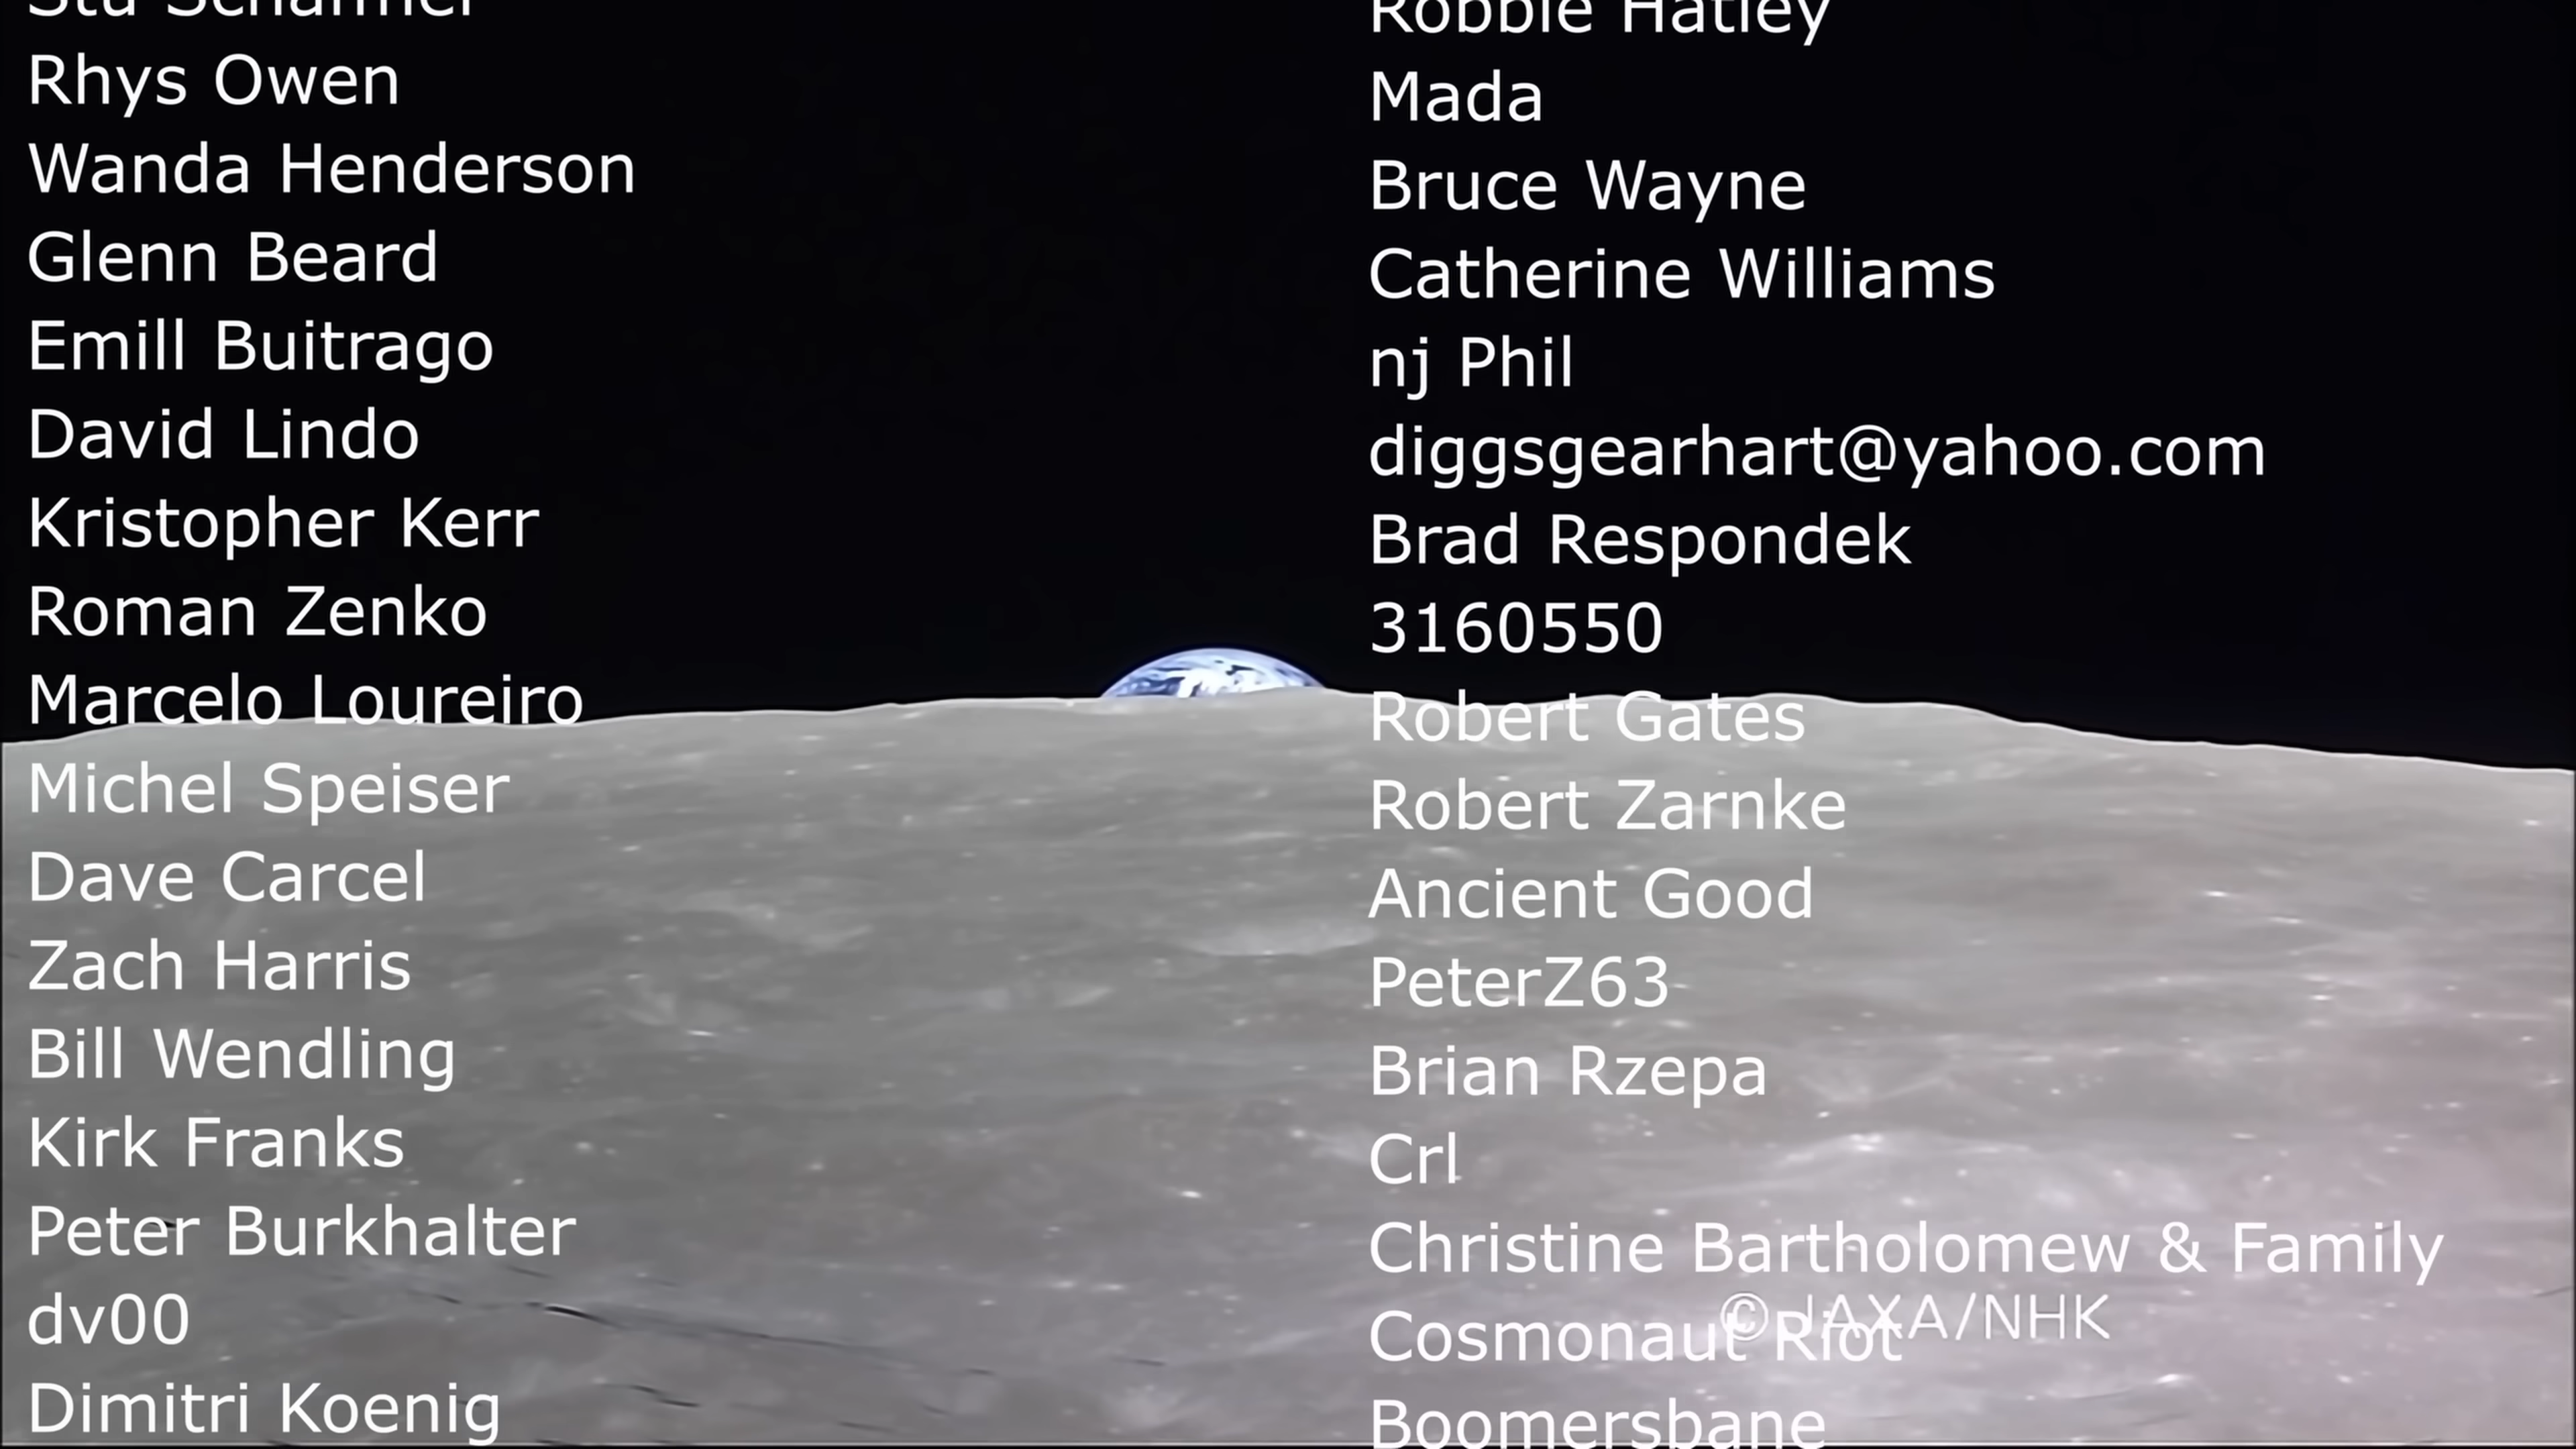 Rhys Owen
Wanda Henderson
Glenn Beard
Emill Buitrago
David Lindo
Kristopher Kerr
Roman Zenko
Marcelo Loureiro
Michel Speiser
Dave Carcel
Zach Harris
Bill Wendling
Kirk Franks
Peter Burkhalter
dv00
Dimitri Koenig
Robbie Hatley
Mada
Bruce Wayne
Catherine Williams
nj Phil
diggsgearhart@yahoo.com
Brad Respondek
3160550
Robert Gates
Robert Zarnke
Ancient Good
PeterZ63
Brian Rzepa
Crl
Christine Bartholomew & Family
Cosmonaut Riot
©JAXA/NHK
Boomersbane